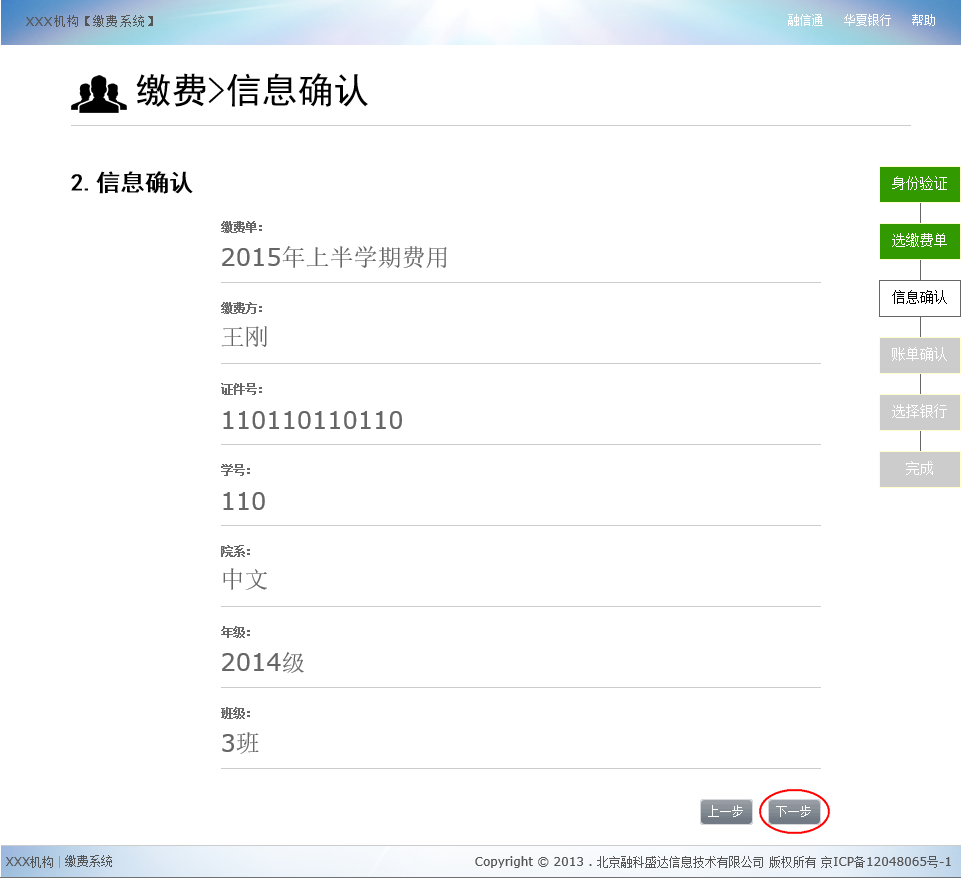 XXX机构【缴费系统】
融信通 华夏银行 帮助
缴费>信息确认
2. 信息确认
缴费单：
2015年上半学期费用
缴费方：
王刚
证件号：
110110110110
学号：
110
院系：
中文
年级：
2014级
班级：
3班
身份验证
选缴费单
信息确认
账单确认
选择银行
完成
上一步 下一步
XXX机构 | 缴费系统
Copyright © 2013 . 北京融科盛达信息技术有限公司 版权所有 京ICP备12048065号-1